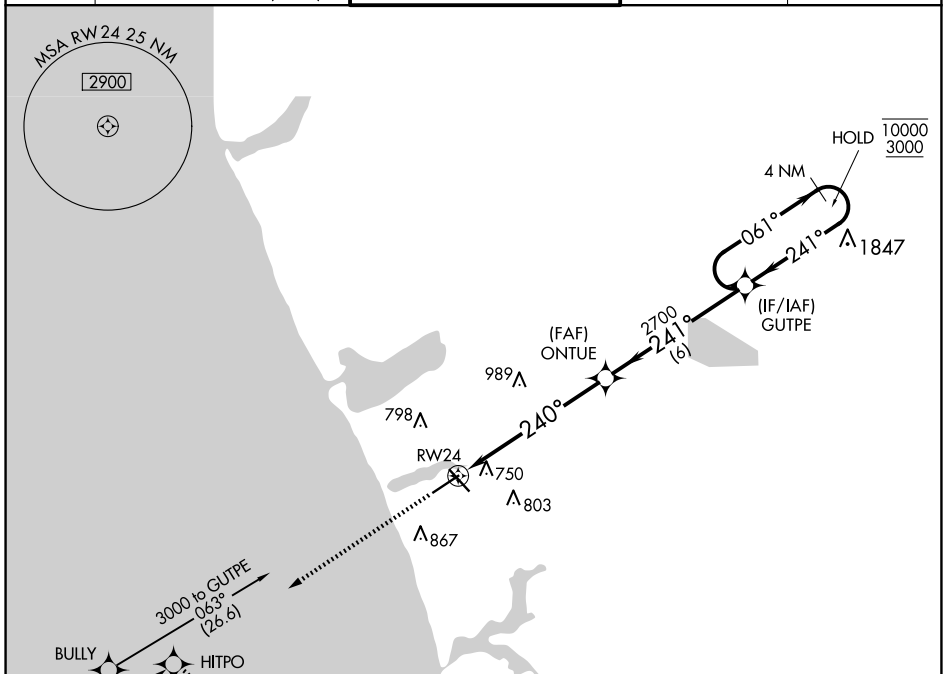 MSA RW24 25 NM
2900
HOLD 10000
3000
4 NM
061°
241°
1847
(IF/IAF)
GUTPE
2700
241°
(6)
(FAF)
ONTUE
989
240°
798
RW24
750
803
867
3000 to GUTPE
063°
(26.6)
BULLY
HITPO